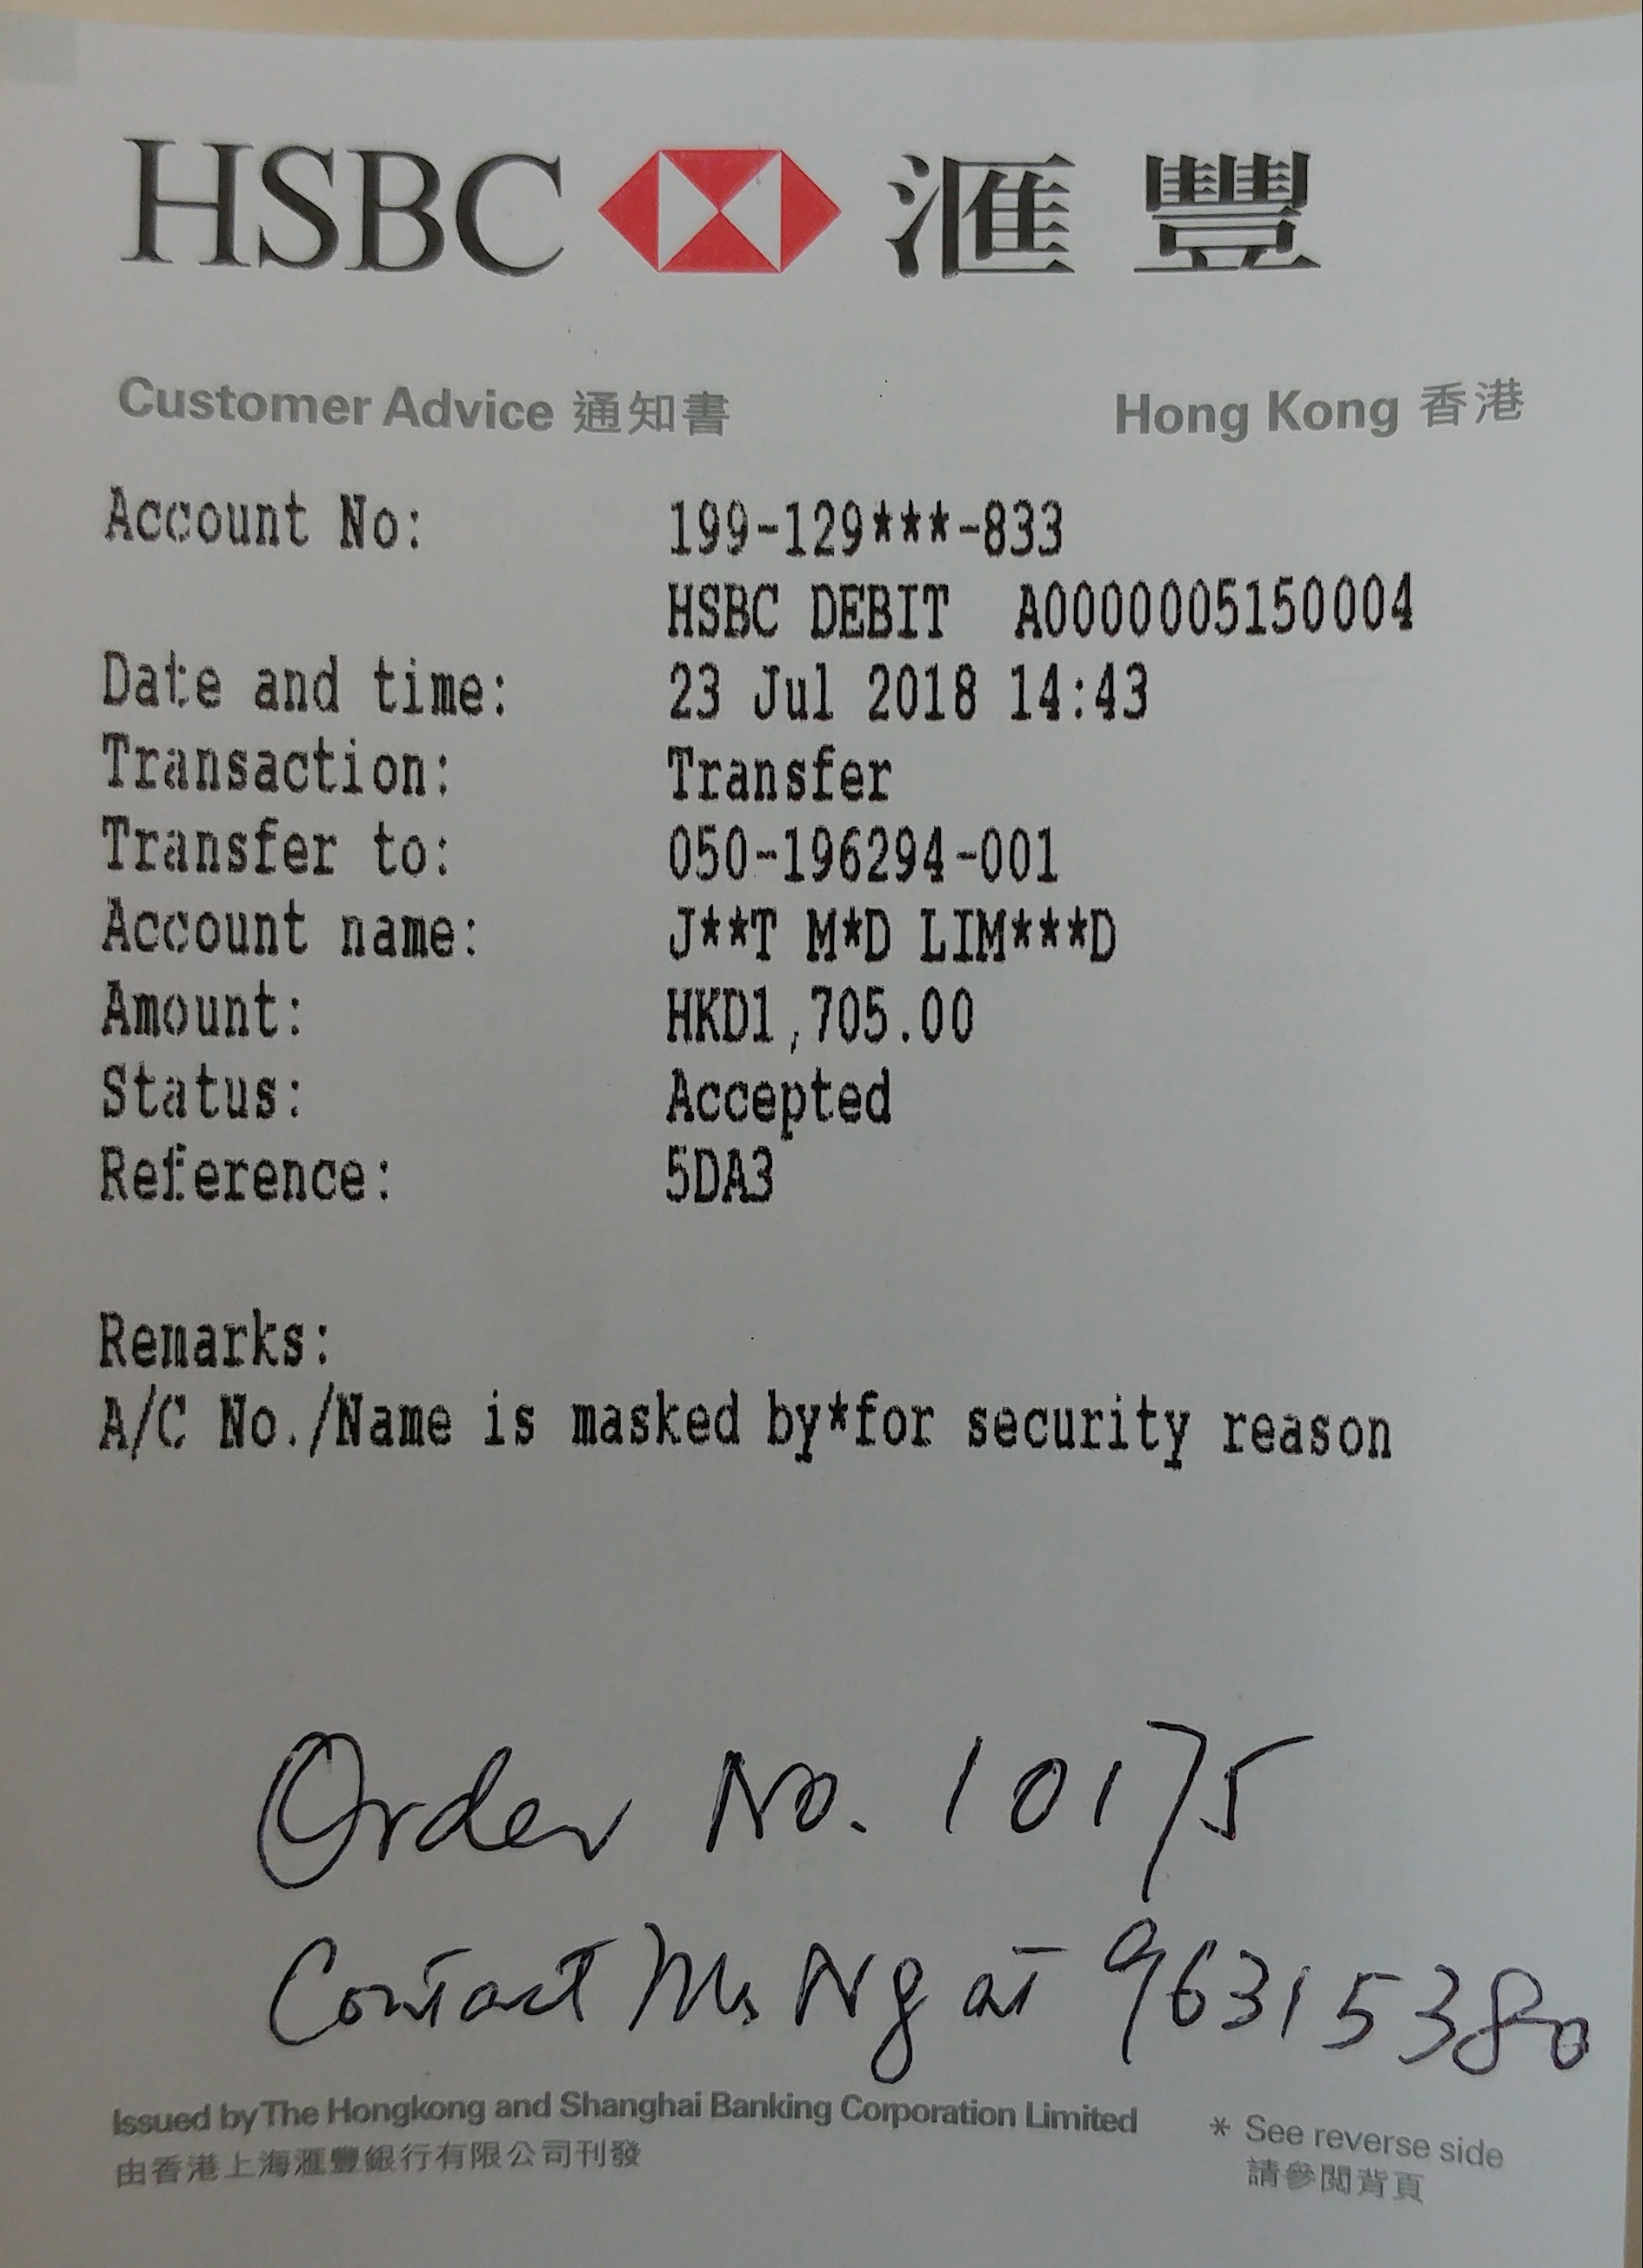 HSBC 滙豐
Customer Advice 通知書 Hong Kong 香港
Account No: 199-129***-833
HSBC DEBIT A0000005150004
Date and time: 23 Jul 2018 14:43
Transaction: Transfer
Transfer to: 050-196294-001
Account name: J**T M*D LIM***D
Amount: HKD1,705.00
Status: Accepted
Reference: 5DA3
Remarks:
A/C No./Name is masked by*for security reason
Order No. 10175
Contact Ms Ng at 96315380
Issued by The Hongkong and Shanghai Banking Corporation Limited * See reverse side
由香港上海滙豐銀行有限公司刊發 請參閱背頁